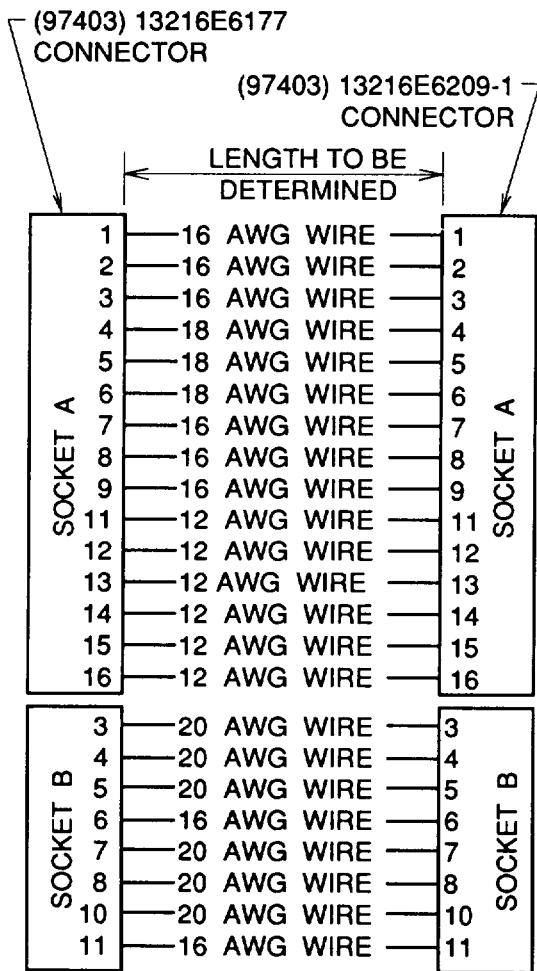 (97403) 13216E6177
CONNECTOR
(97403) 13216E6209-1
CONNECTOR
LENGTH TO BE
DETERMINED
SOCKET A
1 16 AWG WIRE 1
2 16 AWG WIRE 2
3 16 AWG WIRE 3
4 18 AWG WIRE 4
5 18 AWG WIRE 5
6 18 AWG WIRE 6
7 16 AWG WIRE 7
8 16 AWG WIRE 8
9 16 AWG WIRE 9
11 12 AWG WIRE 11
12 12 AWG WIRE 12
13 12 AWG WIRE 13
14 12 AWG WIRE 14
15 12 AWG WIRE 15
16 12 AWG WIRE 16
SOCKET A
SOCKET B
3 20 AWG WIRE 3
4 20 AWG WIRE 4
5 20 AWG WIRE 5
6 16 AWG WIRE 6
7 20 AWG WIRE 7
8 20 AWG WIRE 8
10 20 AWG WIRE 10
11 16 AWG WIRE 11
SOCKET B